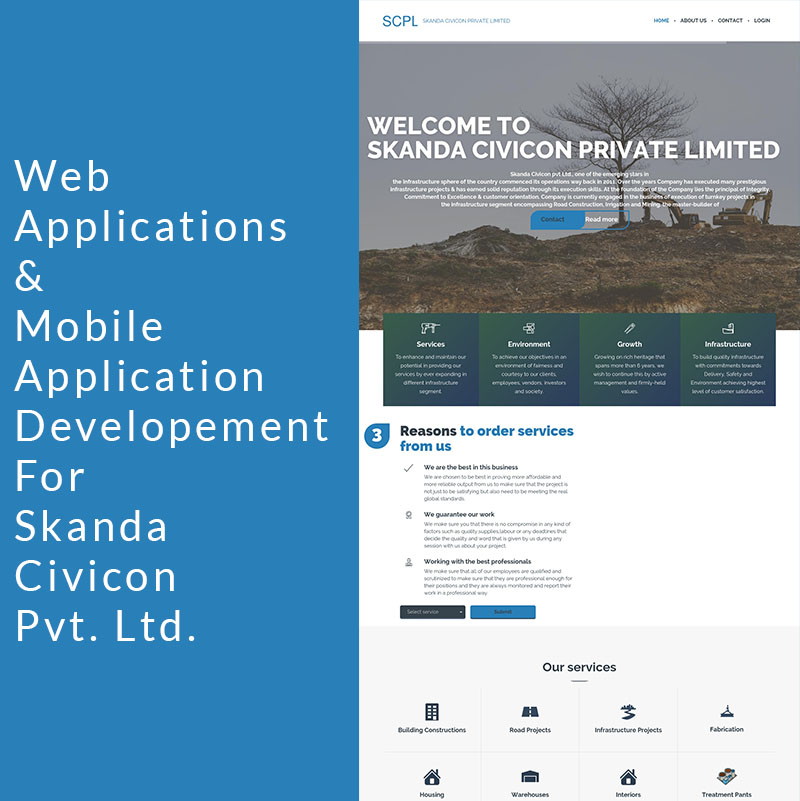 Web
Applications
&
Mobile
Application
Developement
For
Skanda
Civicon
Pvt. Ltd.
SCPL SKANDA CIVICON PRIVATE LIMITED
HOME • ABOUT US • CONTACT • LOGIN
WELCOME TO
SKANDA CIVICON PRIVATE LIMITED
Skanda Civicon pvt Ltd., one of the emerging stars in
the infrastructure sphere of the country commenced its operations way back in 2011. Over the years Company has executed many prestigious
infrastructure projects & has earned solid reputation through its execution skills. At the foundation of the Company lies the principal of Integrity
Commitment to Excellence & customer orientation. Company is currently engaged in the business of execution of turnkey projects in
the infrastructure segment encompassing Road Construction, Irrigation and Mining. the master-builder of
Contact Read more
Services
To enhance and maintain our
potential in providing our
services by ever expanding in
different infrastructure
segment.
Environment
To achieve our objectives in an
environment of fairness and
courtesy to our clients,
employees, vendors, investors
and society.
Growth
Growing on rich heritage that
spans more than 6 years, we
wish to continue this by active
management and firmly-held
values.
Infrastructure
To build quality infrastructure
with commitments towards
Delivery, Safety and
Environment achieving highest
level of customer satisfaction.
3 Reasons to order services
from us
We are the best in this business
We are chosen to be best in proving more affordable and
more reliable output from us to make sure that the project is
not just to be satisfying but also need to be meeting the real
global standards.
We guarantee our work
We make sure you that there is no compromise in any kind of
factors such as quality supplies,labour or any deadlines that
decide the quality and word that is given by us during any
session with us about your project.
Working with the best professionals
We make sure that all of our employees are qualified and
scrutinized to make sure that they are professional enough for
their positions and they are always monitored and report their
work in a professional way.
Select service Submit
Our services
Building Constructions
Road Projects
Infrastructure Projects
Fabrication
Housing
Warehouses
Interiors
Treatment Pants